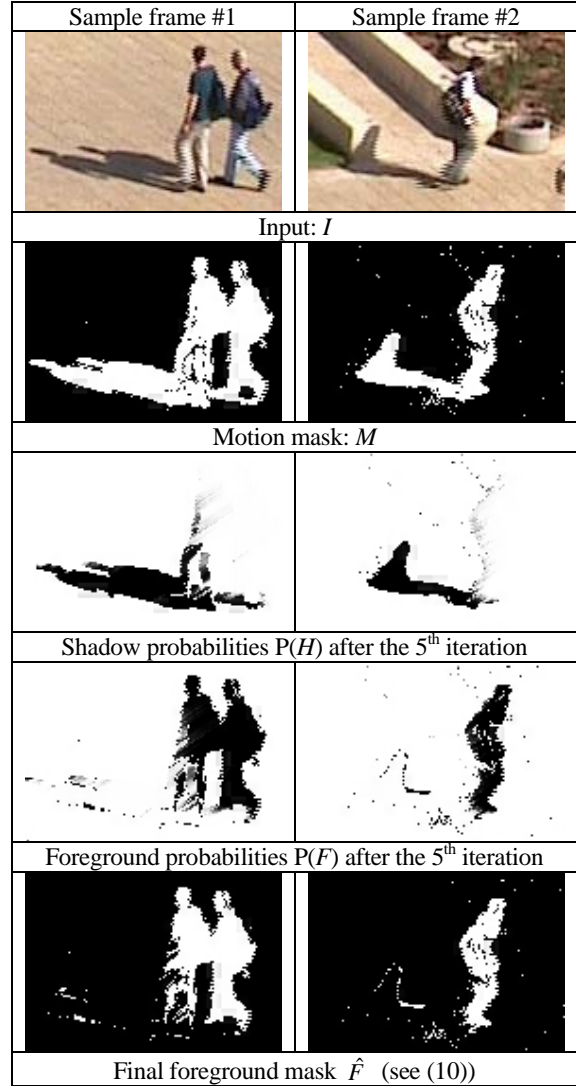 Sample frame #1 Sample frame #2
Input: I
Motion mask: M
Shadow probabilities P(H) after the 5th iteration
Foreground probabilities P(F) after the 5th iteration
Final foreground mask F̂ (see (10))